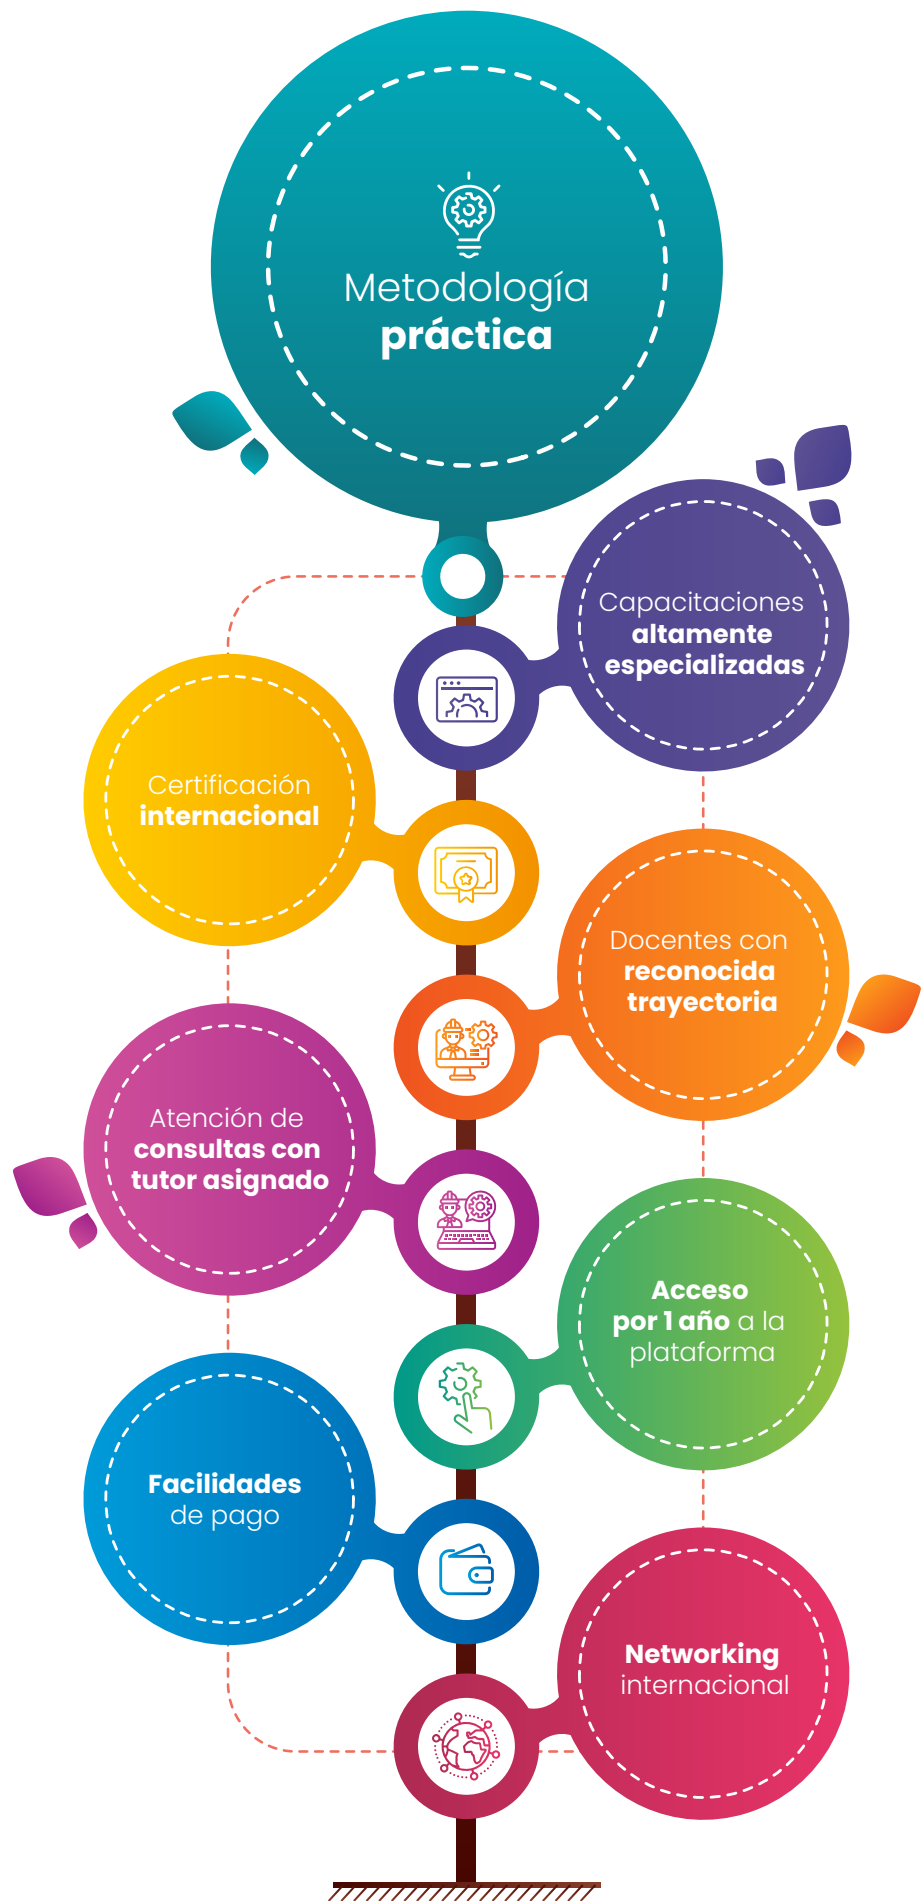 Metodología
práctica
Capacitaciones
altamente
especializadas
Certificación
internacional
Docentes con
reconocida
trayectoria
Atención de
consultas con
tutor asignado
Acceso
por 1 año a la
plataforma
Facilidades
de pago
Networking
internacional